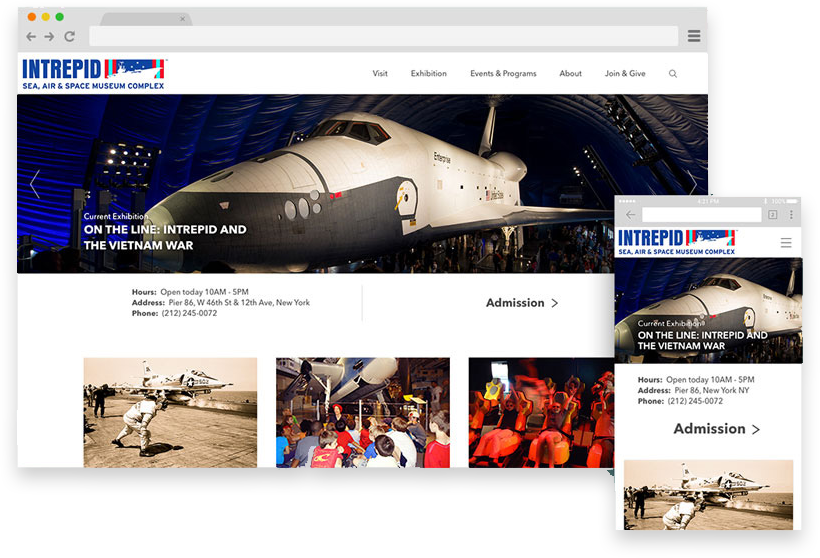 INTREPID
SEA, AIR & SPACE MUSEUM COMPLEX
Visit Exhibition Events & Programs About Join & Give
Enterprise
United States
Current Exhibition
ON THE LINE: INTREPID AND
THE VIETNAM WAR
Hours: Open today 10AM - 5PM
Address: Pier 86, W 46th St & 12th Ave, New York
Phone: (212) 245-0072
Admission >
4:21 PM 100%
2
INTREPID
SEA, AIR & SPACE MUSEUM COMPLEX
Current Exhibition
ON THE LINE: INTREPID AND
THE VIETNAM WAR
Hours: Open today 10AM - 5PM
Address: Pier 86, New York NY
Phone: (212) 245-0072
Admission >